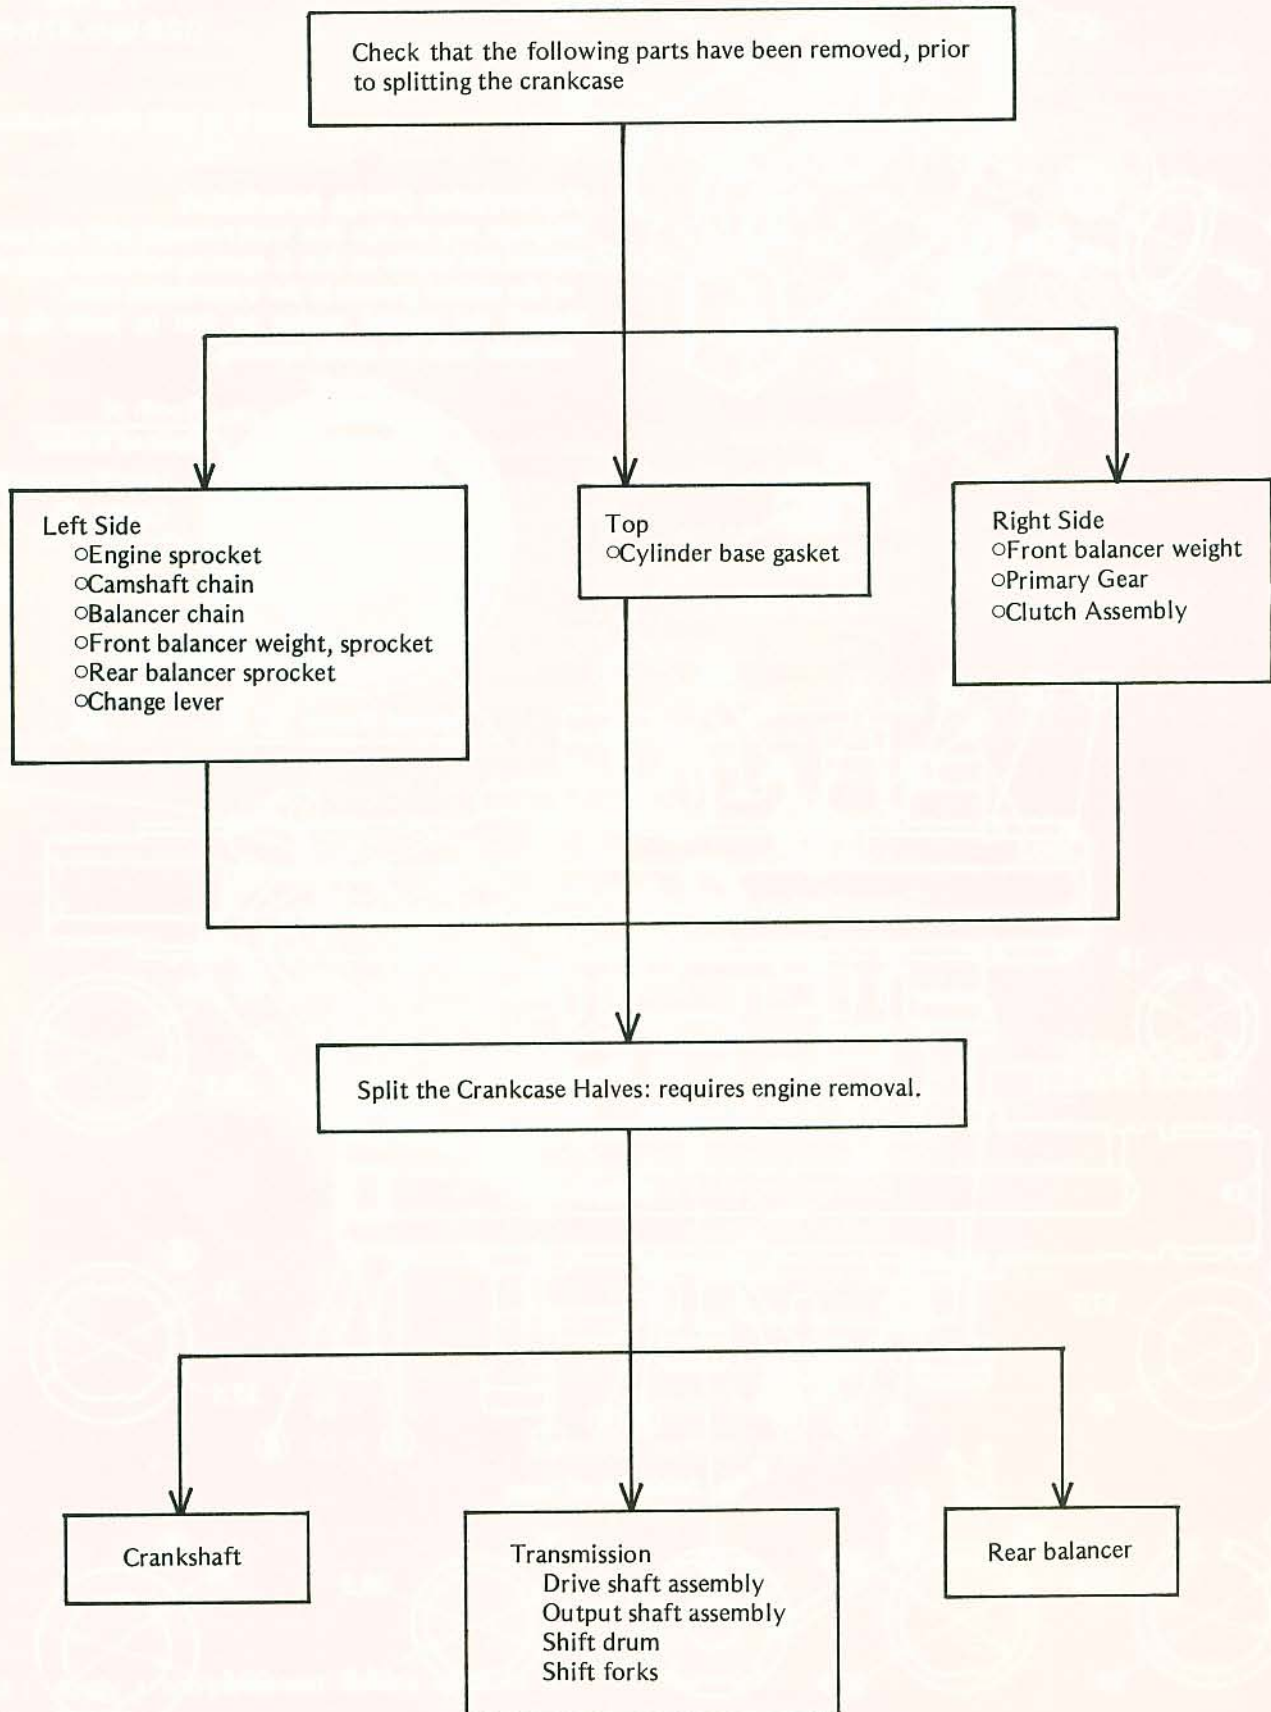 Check that the following parts have been removed, prior
to splitting the crankcase
Left Side
○Engine sprocket
○Camshaft chain
○Balancer chain
○Front balancer weight, sprocket
○Rear balancer sprocket
○Change lever
Top
○Cylinder base gasket
Right Side
○Front balancer weight
○Primary Gear
○Clutch Assembly
Split the Crankcase Halves: requires engine removal.
Crankshaft
Transmission
Drive shaft assembly
Output shaft assembly
Shift drum
Shift forks
Rear balancer